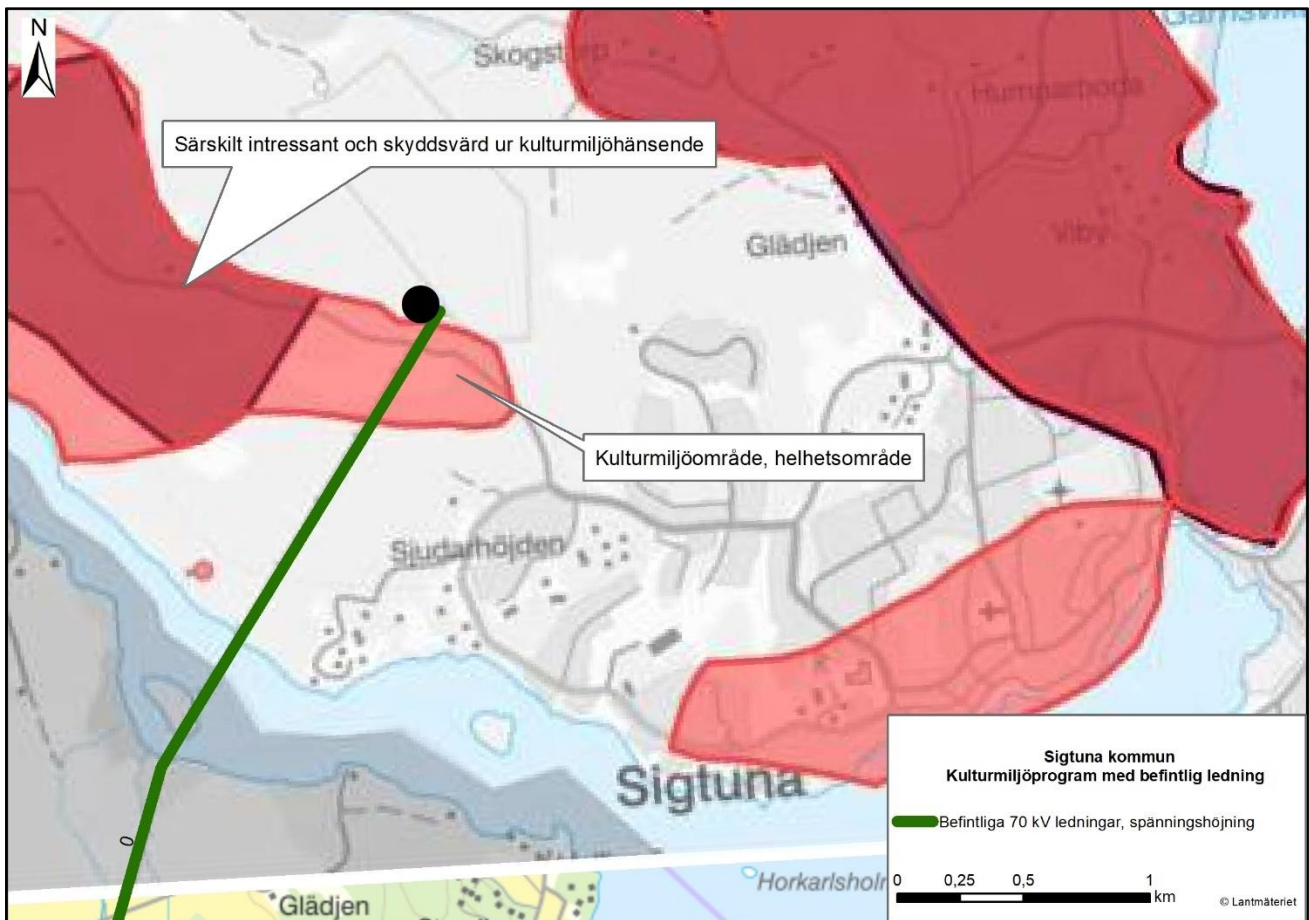 N
Skogstorp
Humparboda
Särskilt intressant och skyddsvärd ur kulturmiljöhänsende
Viby
Glädjen
Kulturmiljöområde, helhetsområde
Sjudarhöjden
Sigtuna
Sigtuna kommun
Kulturmiljöprogram med befintlig ledning
Befintliga 70 kV ledningar, spänningshöjning
0
Horkarlsholm
0 0,25 0,5 1
km
Glädjen
© Lantmäteriet